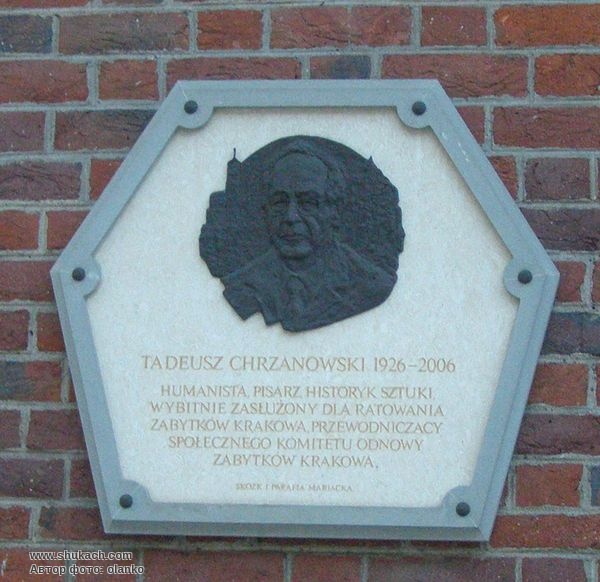 TADEUSZ CHRZANOWSKI 1926–2006
HUMANISTA, PISARZ, HISTORYK SZTUKI,
WYBITNIE ZASŁUŻONY DLA RATOWANIA
ZABYTKÓW KRAKOWA, PRZEWODNICZĄCY
SPOŁECZNEGO KOMITETU ODNOWY
ZABYTKÓW KRAKOWA.
SKOZK I PARAFIA MARIACKA
www.shukach.com
Автор фото: olanko